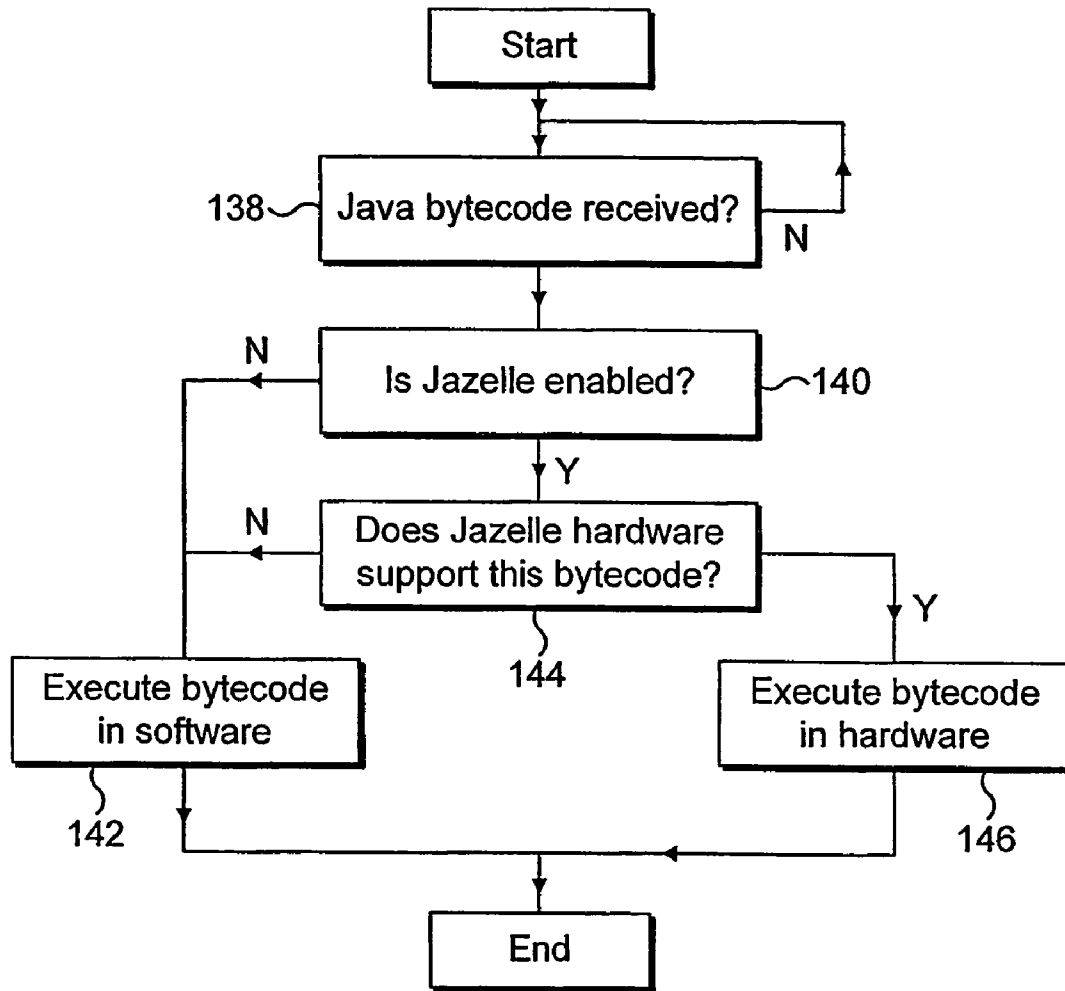 Start
138
Java bytecode received?
N
N
Is Jazelle enabled?
140
Y
N
Does Jazelle hardware
support this bytecode?
Y
144
Execute bytecode
in software
Execute bytecode
in hardware
142
146
End